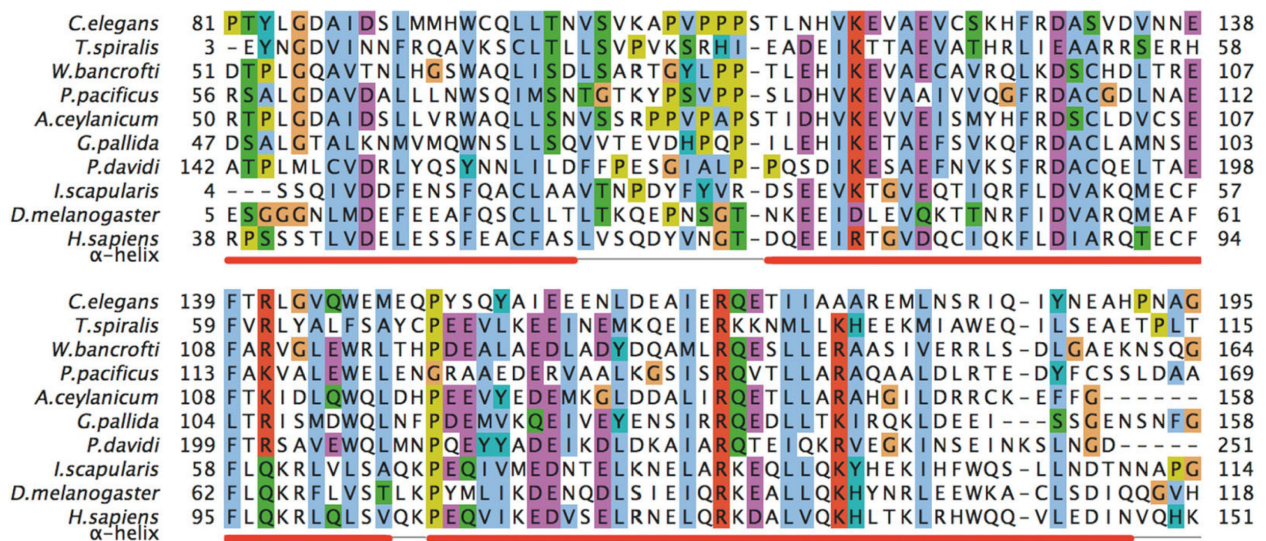 C.elegans 81 PTYLGDAIDSLMMHWCQLLTNVSVKAPVPPPSTLNHVKEVAEVCSKHFRDASVDVNNE 138
T.spiralis 3 -EYNGDVINNFRQAVKSCLTLLSVPVKSRHI-EADEIKTTAEVATHRLIEAARRSERH 58
W.bancrofti 51 DTPLGQAVTNLHGSWAQLISDLSARTGYLPP-TLEHIKEVAECAVRQLKDSCHDLTRE 107
P.pacificus 56 RSALGDAVDALLLNWSQIMSNTGTKYPSVPP-SLDHVKEVAAIVVQGFRDACGDLNAE 112
A.ceylanicum 50 RTPLGDAIDSLLVRWAQLLSNVSSRPPVPAPSTIDHVKEVVEISMYHFRDSCLDVCSE 107
G.pallida 47 DSALGTALKNMVMQWNSLLSQVVTEVDHPQP-ILEHIKETAEFSVKQFRDACLAMNSE 103
P.davidi 142 ATPLMLCVDRLYQSYNNLILDFFPESGIALP-PQSDIKESAEFNVKSFRDACQELTAE 198
I.scapularis 4 ---SSQIVDDFENSFQACLAAVTNPDYFYVR-DSEEVKTGVEQTIQRFLDVAKQMECF 57
D.melanogaster 5 ESGGGNLMDEFEEAFQSCLLTLTKQEPNSGT-NKEEIDLEVQKTTNRFIDVARQMEAF 61
H.sapiens 38 RPSSSTLVDELESSFEACFASLVSQDYVNGT-DQEEIRTGVDQCIQKFLDIARQTECF 94
α-helix
C.elegans 139 FTRLGVQWEMEQPYSQYAIEEENLDEAIERQETIIAAAREMLNSRIQ-IYNEAHPNAG 195
T.spiralis 59 FVRLYALFSAYCPEEVLKEEINEMKQEIERKKNMLLKHEEKMIAWEQ-ILSEAETPLT 115
W.bancrofti 108 FARVGLEWRLTHPDEALAEDLADYDQAMLRQESLLERAASIVERRLS-DLGAEKNSQG 164
P.pacificus 113 FAKVALEWELENGRAAEDERVAALKGSISRQVTLLARAQAALDLRTE-DYFCSSLDAA 169
A.ceylanicum 108 FTKIDLQWQLDHPEEVYEDEMKGLDDALIRQETLLARAHGILDRRCK-EFFG------ 158
G.pallida 104 LTRISMDWQLNFPDEMVKQEIVEYENSIRRQEDLLTKIRQKLDEEI---SSGENSNFG 158
P.davidi 199 FTRSAVEWQLMNPQEYYADEIKDLDKAIARQTEIQKRVEGKINSEINKSLNGD----- 251
I.scapularis 58 FLQKRLVLSAQKPEQIVMEDNTELKNELARKEQLLQKYHEKIHFWQS-LLNDTNNAPG 114
D.melanogaster 62 FLQKRFLVSTLKPYMLIKDENQDLSIEIQRKEALLQKHYNRLEEWKA-CLSDIQQGVH 118
H.sapiens 95 FLQKRLQLSVQKPEQVIKEDVSELRNELQRKDALVQKHLTKLRHWQQ-VLEDINVQHK 151
α-helix